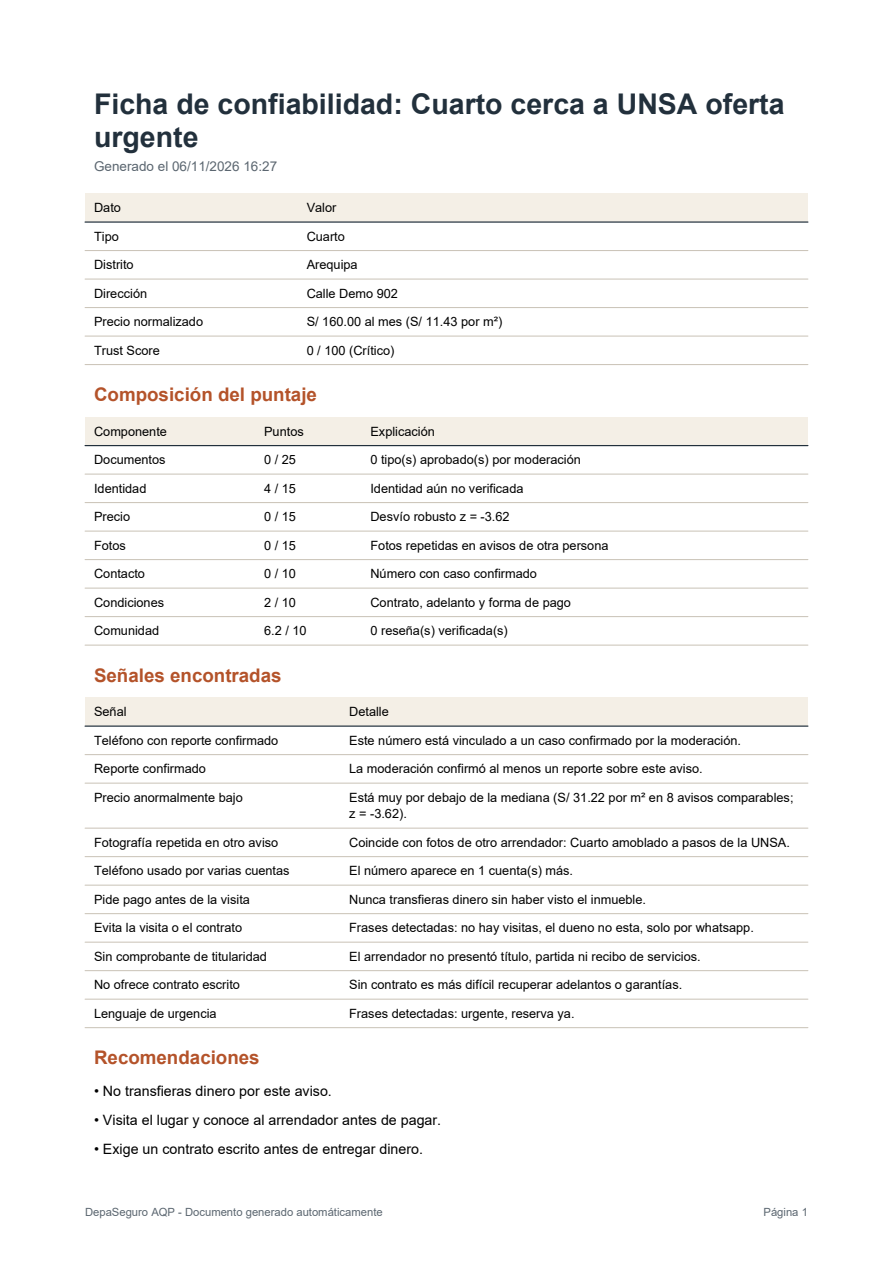 Ficha de confiabilidad: Cuarto cerca a UNSA oferta
urgente
Generado el 06/11/2026 16:27
Dato Valor
Tipo Cuarto
Distrito Arequipa
Dirección Calle Demo 902
Precio normalizado S/ 160.00 al mes (S/ 11.43 por m²)
Trust Score 0 / 100 (Crítico)
Composición del puntaje
Componente Puntos Explicación
Documentos 0 / 25 0 tipo(s) aprobado(s) por moderación
Identidad 4 / 15 Identidad aún no verificada
Precio 0 / 15 Desvío robusto z = -3.62
Fotos 0 / 15 Fotos repetidas en avisos de otra persona
Contacto 0 / 10 Número con caso confirmado
Condiciones 2 / 10 Contrato, adelanto y forma de pago
Comunidad 6.2 / 10 0 reseña(s) verificada(s)
Señales encontradas
Señal Detalle
Teléfono con reporte confirmado Este número está vinculado a un caso confirmado por la moderación.
Reporte confirmado La moderación confirmó al menos un reporte sobre este aviso.
Precio anormalmente bajo Está muy por debajo de la mediana (S/ 31.22 por m² en 8 avisos comparables;
z = -3.62).
Fotografía repetida en otro aviso Coincide con fotos de otro arrendador: Cuarto amoblado a pasos de la UNSA.
Teléfono usado por varias cuentas El número aparece en 1 cuenta(s) más.
Pide pago antes de la visita Nunca transfieras dinero sin haber visto el inmueble.
Evita la visita o el contrato Frases detectadas: no hay visitas, el dueno no esta, solo por whatsapp.
Sin comprobante de titularidad El arrendador no presentó título, partida ni recibo de servicios.
No ofrece contrato escrito Sin contrato es más difícil recuperar adelantos o garantías.
Lenguaje de urgencia Frases detectadas: urgente, reserva ya.
Recomendaciones
• No transfieras dinero por este aviso.
• Visita el lugar y conoce al arrendador antes de pagar.
• Exige un contrato escrito antes de entregar dinero.
DepaSeguro AQP - Documento generado automáticamente Página 1